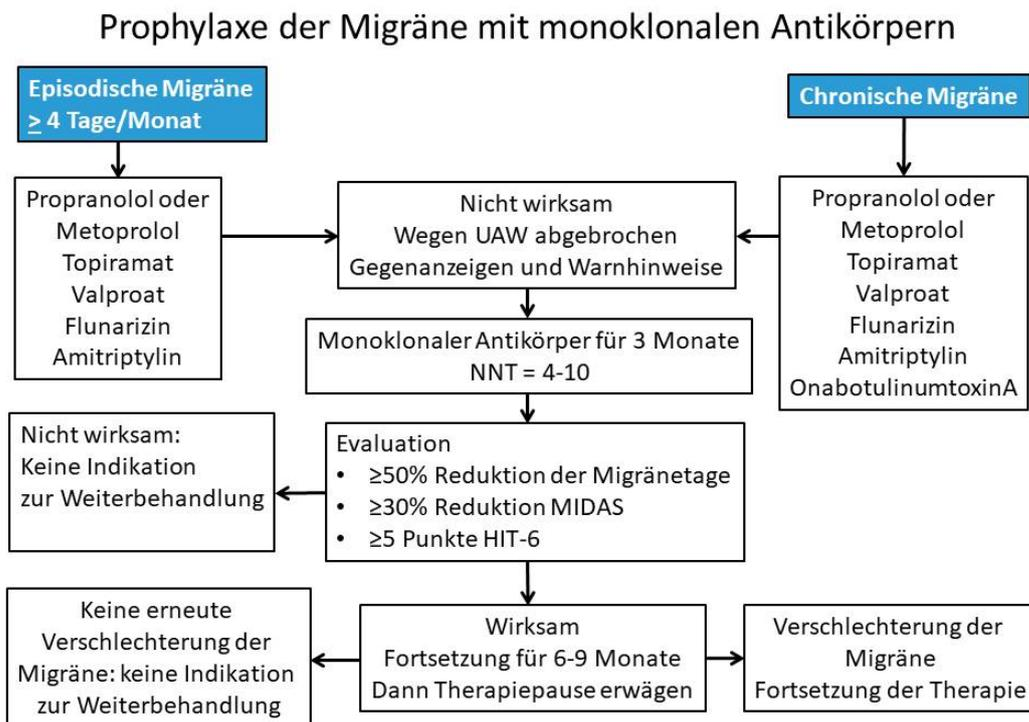 Prophylaxe der Migräne mit monoklonalen Antikörpern
Episodische Migräne
≥ 4 Tage/Monat
Chronische Migräne
Propranolol oder
Metoprolol
Topiramat
Valproat
Flunarizin
Amitriptylin
Nicht wirksam
Wegen UAW abgebrochen
Gegenanzeigen und Warnhinweise
Propranolol oder
Metoprolol
Topiramat
Valproat
Flunarizin
Amitriptylin
OnabotulinumtoxinA
Monoklonaler Antikörper für 3 Monate
NNT = 4-10
Nicht wirksam:
Keine Indikation
zur Weiterbehandlung
Evaluation
• ≥50% Reduktion der Migränetage
• ≥30% Reduktion MIDAS
• ≥5 Punkte HIT-6
Keine erneute
Verschlechterung der
Migräne: keine Indikation
zur Weiterbehandlung
Wirksam
Fortsetzung für 6-9 Monate
Dann Therapiepause erwägen
Verschlechterung der
Migräne
Fortsetzung der Therapie